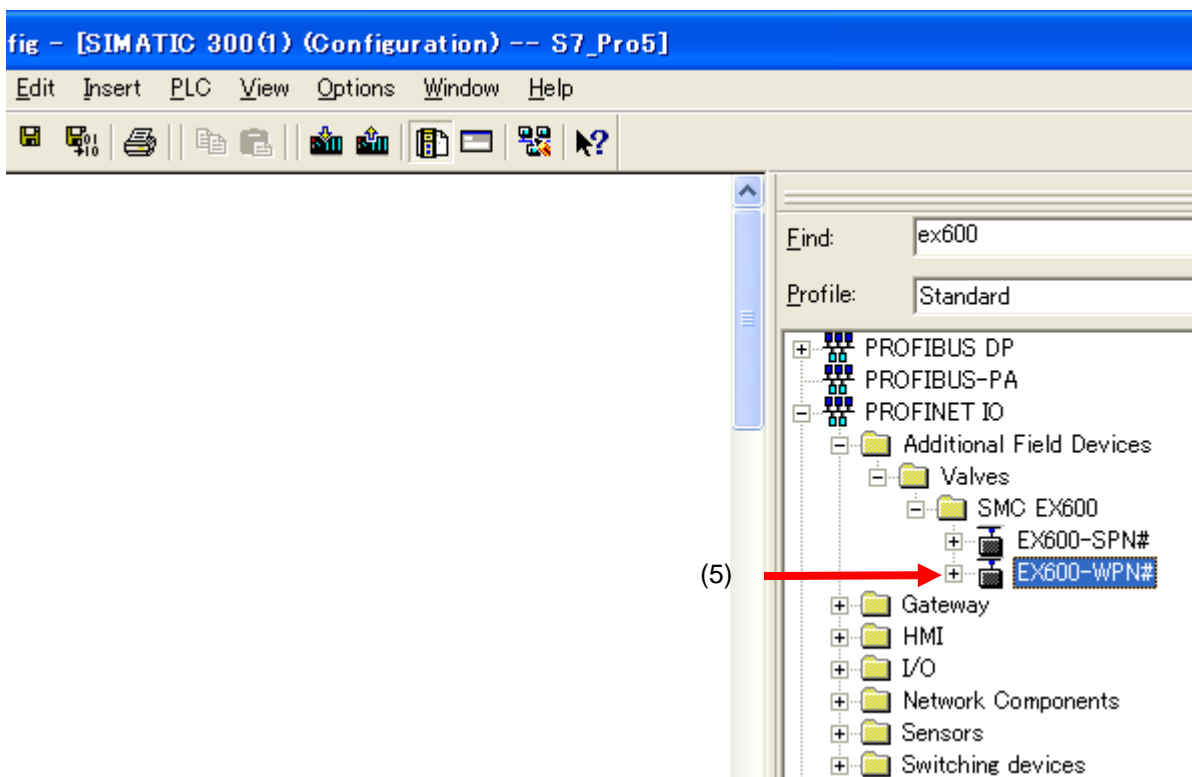 fig - [SIMATIC 300(1) (Configuration) -- S7_Pro5]
Edit Insert PLC View Options Window Help
Find: ex600
Profile: Standard
PROFIBUS DP
PROFIBUS-PA
PROFINET IO
Additional Field Devices
Valves
SMC EX600
EX600-SPN#
(5) EX600-WPN#
Gateway
HMI
I/O
Network Components
Sensors
Switching devices